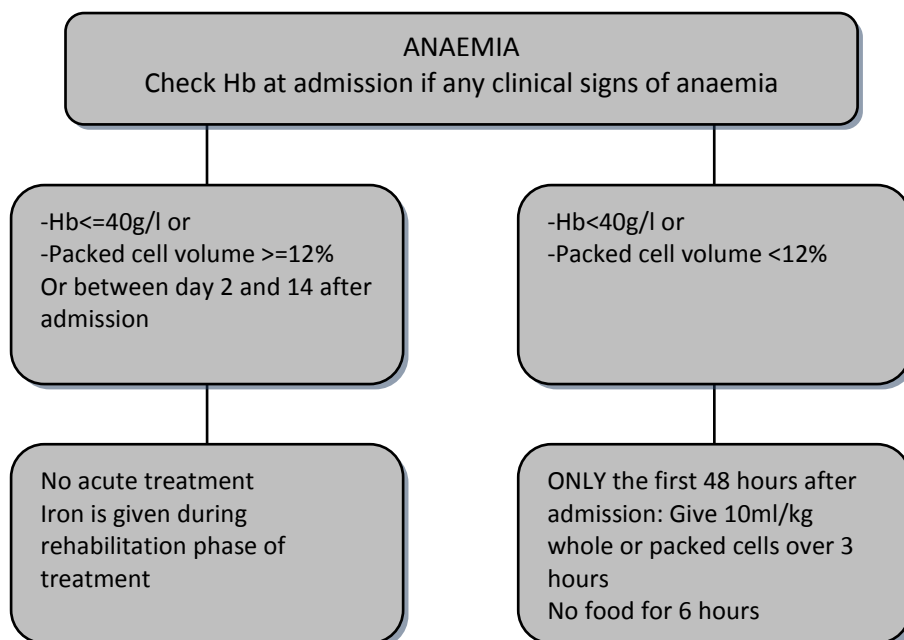 ANAEMIA
Check Hb at admission if any clinical signs of anaemia
-Hb<=40g/l or
-Packed cell volume >=12%
Or between day 2 and 14 after
admission
-Hb<40g/l or
-Packed cell volume <12%
No acute treatment
Iron is given during
rehabilitation phase of
treatment
ONLY the first 48 hours after
admission: Give 10ml/kg
whole or packed cells over 3
hours
No food for 6 hours